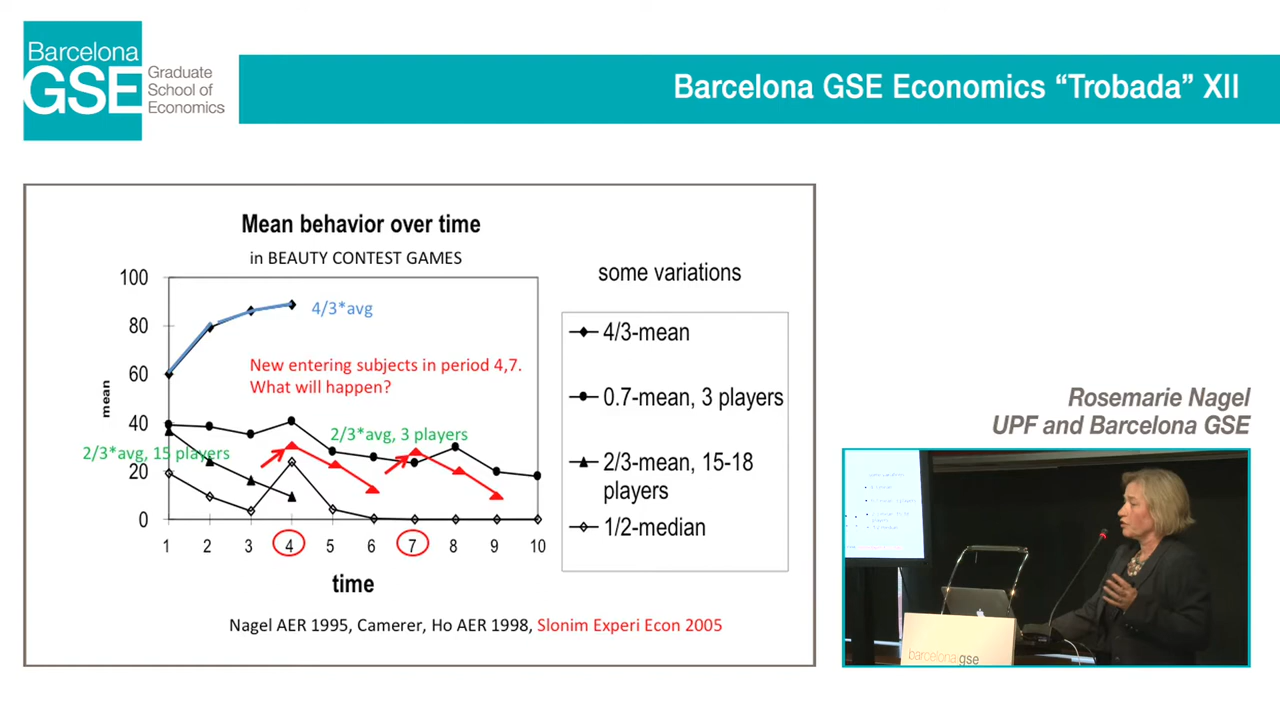 Barcelona
GSE
Graduate
School of
Economics
Barcelona GSE Economics “Trobada” XII
Mean behavior over time
in BEAUTY CONTEST GAMES
100
80
60
40
20
0
mean
4/3*avg
New entering subjects in period 4,7.
What will happen?
2/3*avg, 3 players
2/3*avg, 15 players
1 2 3 4 5 6 7 8 9 10
time
some variations
4/3-mean
0.7-mean, 3 players
2/3-mean, 15-18
players
1/2-median
Nagel AER 1995, Camerer, Ho AER 1998, Slonim Experi Econ 2005
Rosemarie Nagel
UPF and Barcelona GSE
some variations
barcelona gse